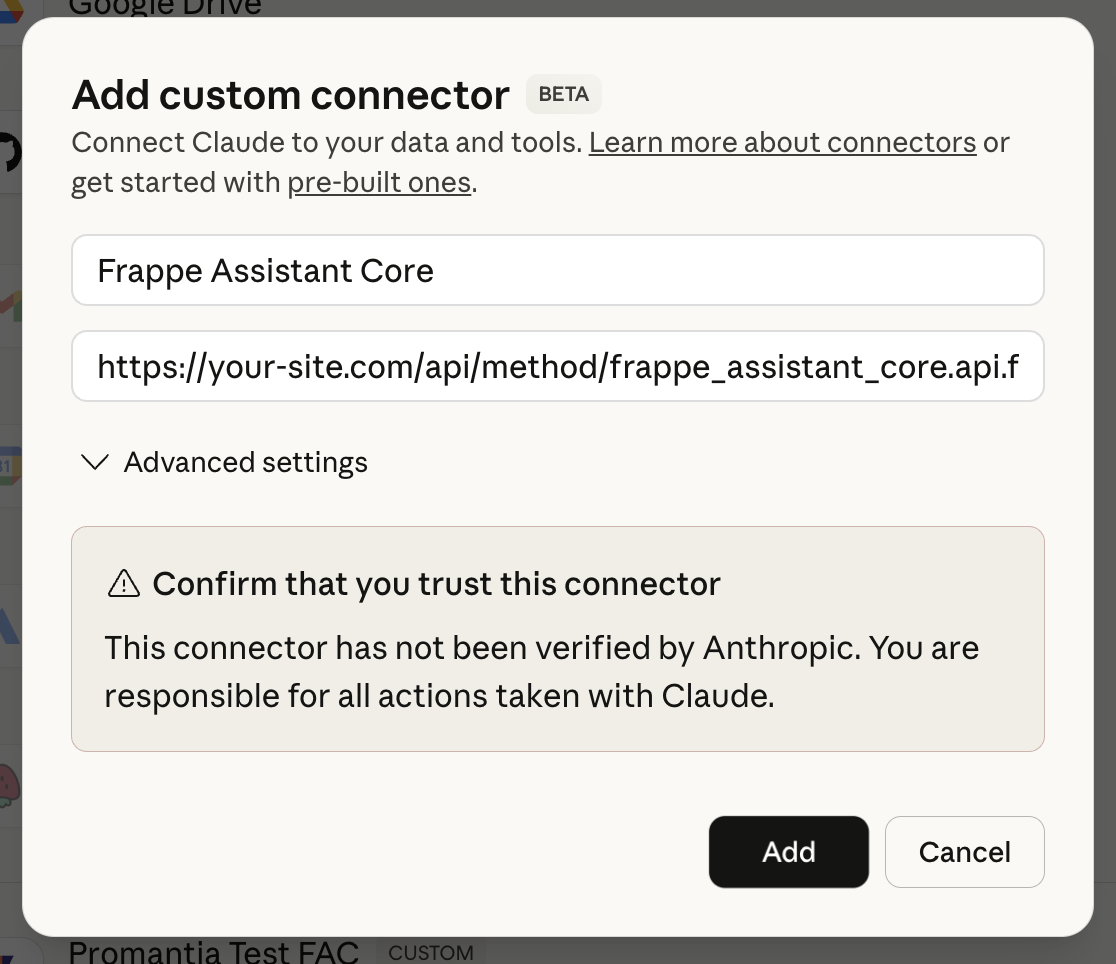 Google Drive
Add custom connector BETA
Connect Claude to your data and tools. Learn more about connectors or
get started with pre-built ones.
Frappe Assistant Core
https://your-site.com/api/method/frappe_assistant_core.api.f
Advanced settings
Confirm that you trust this connector
This connector has not been verified by Anthropic. You are
responsible for all actions taken with Claude.
Add Cancel
Promantia Test FAC CUSTOM